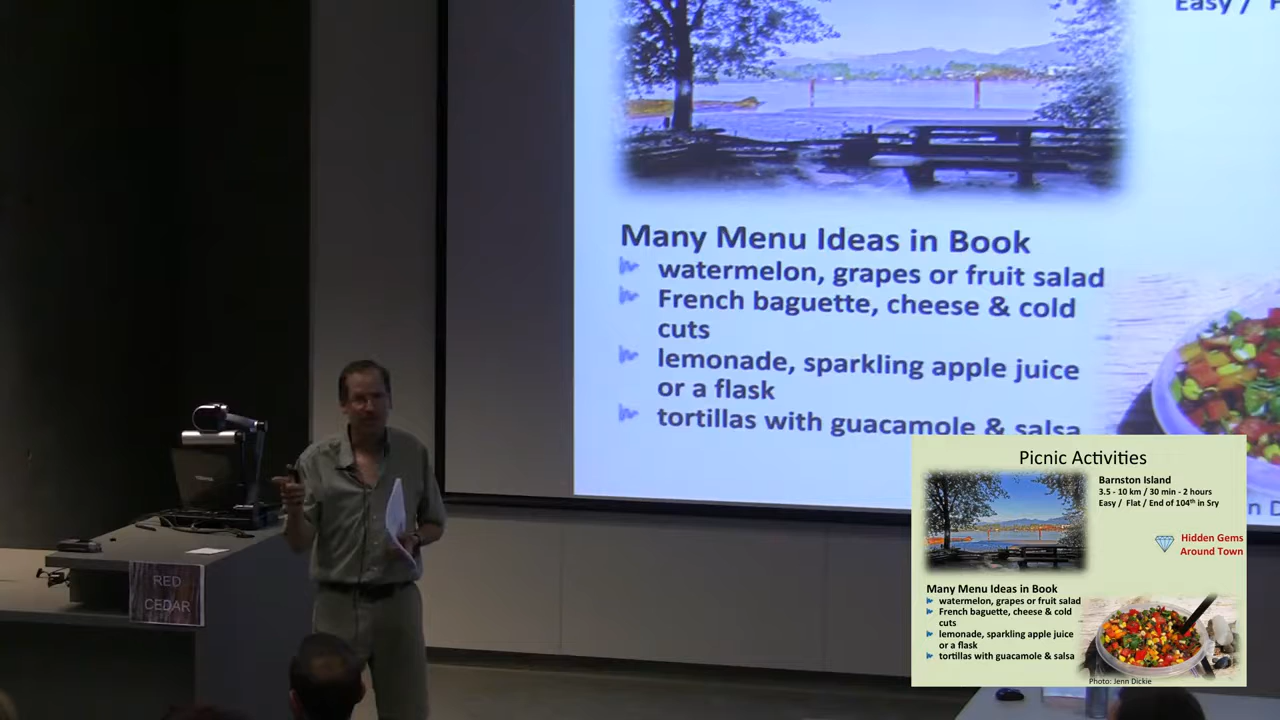 Easy /
Many Menu Ideas in Book
watermelon, grapes or fruit salad
French baguette, cheese & cold
cuts
lemonade, sparkling apple juice
or a flask
tortillas with guacamole & salsa
RED
CEDAR
Picnic Activities
Barnston Island
3.5 - 10 km / 30 min - 2 hours
Easy / Flat / End of 104th in Sry
Hidden Gems
Around Town
Many Menu Ideas in Book
watermelon, grapes or fruit salad
French baguette, cheese & cold
cuts
lemonade, sparkling apple juice
or a flask
tortillas with guacamole & salsa
Photo: Jenn Dickie